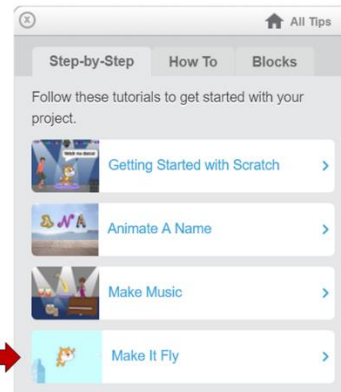 All Tips
Step-by-Step How To Blocks
Follow these tutorials to get started with your
project.
Getting Started with Scratch
Animate A Name
Make Music
Make It Fly